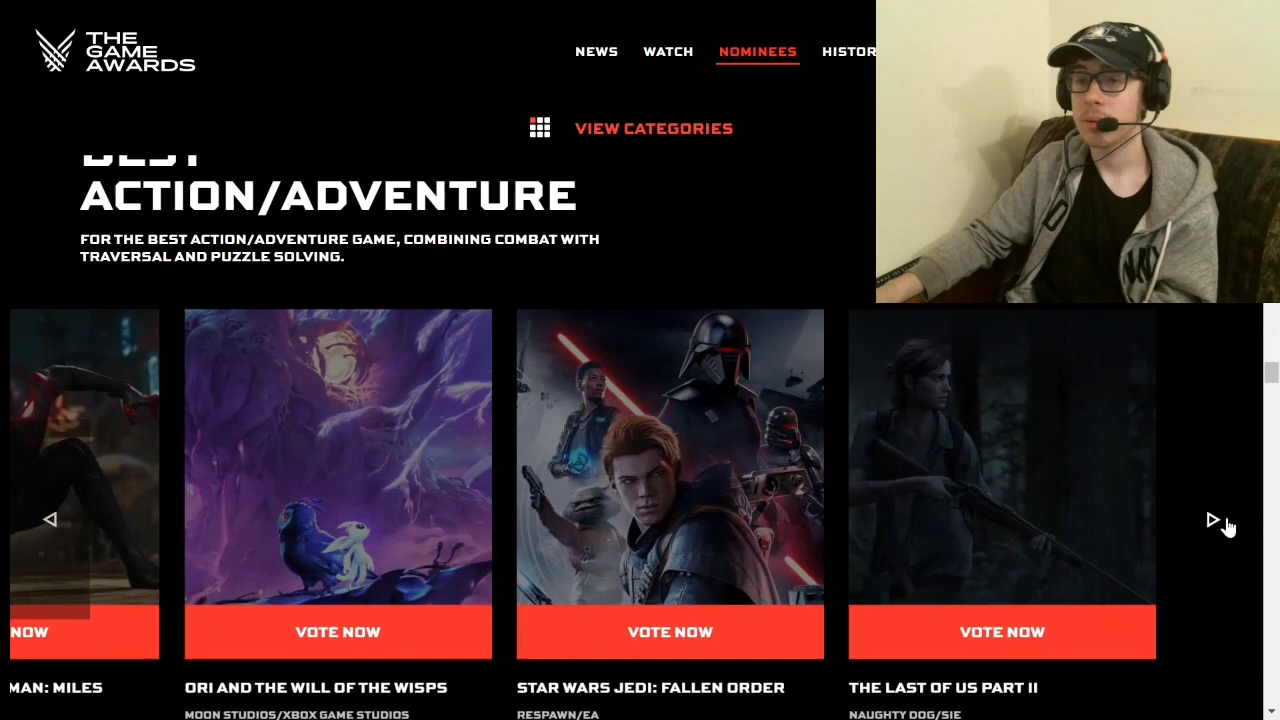 THE
GAME
AWARDS
NEWS
WATCH
NOMINEES
HISTOR
VIEW CATEGORIES
BEST
ACTION/ADVENTURE
FOR THE BEST ACTION/ADVENTURE GAME, COMBINING COMBAT WITH
TRAVERSAL AND PUZZLE SOLVING.
NOW
VOTE NOW
VOTE NOW
VOTE NOW
MAN: MILES
ORI AND THE WILL OF THE WISPS
STAR WARS JEDI: FALLEN ORDER
THE LAST OF US PART II
MOON STUDIOS/XBOX GAME STUDIOS
RESPAWN/EA
NAUGHTY DOG/SIE